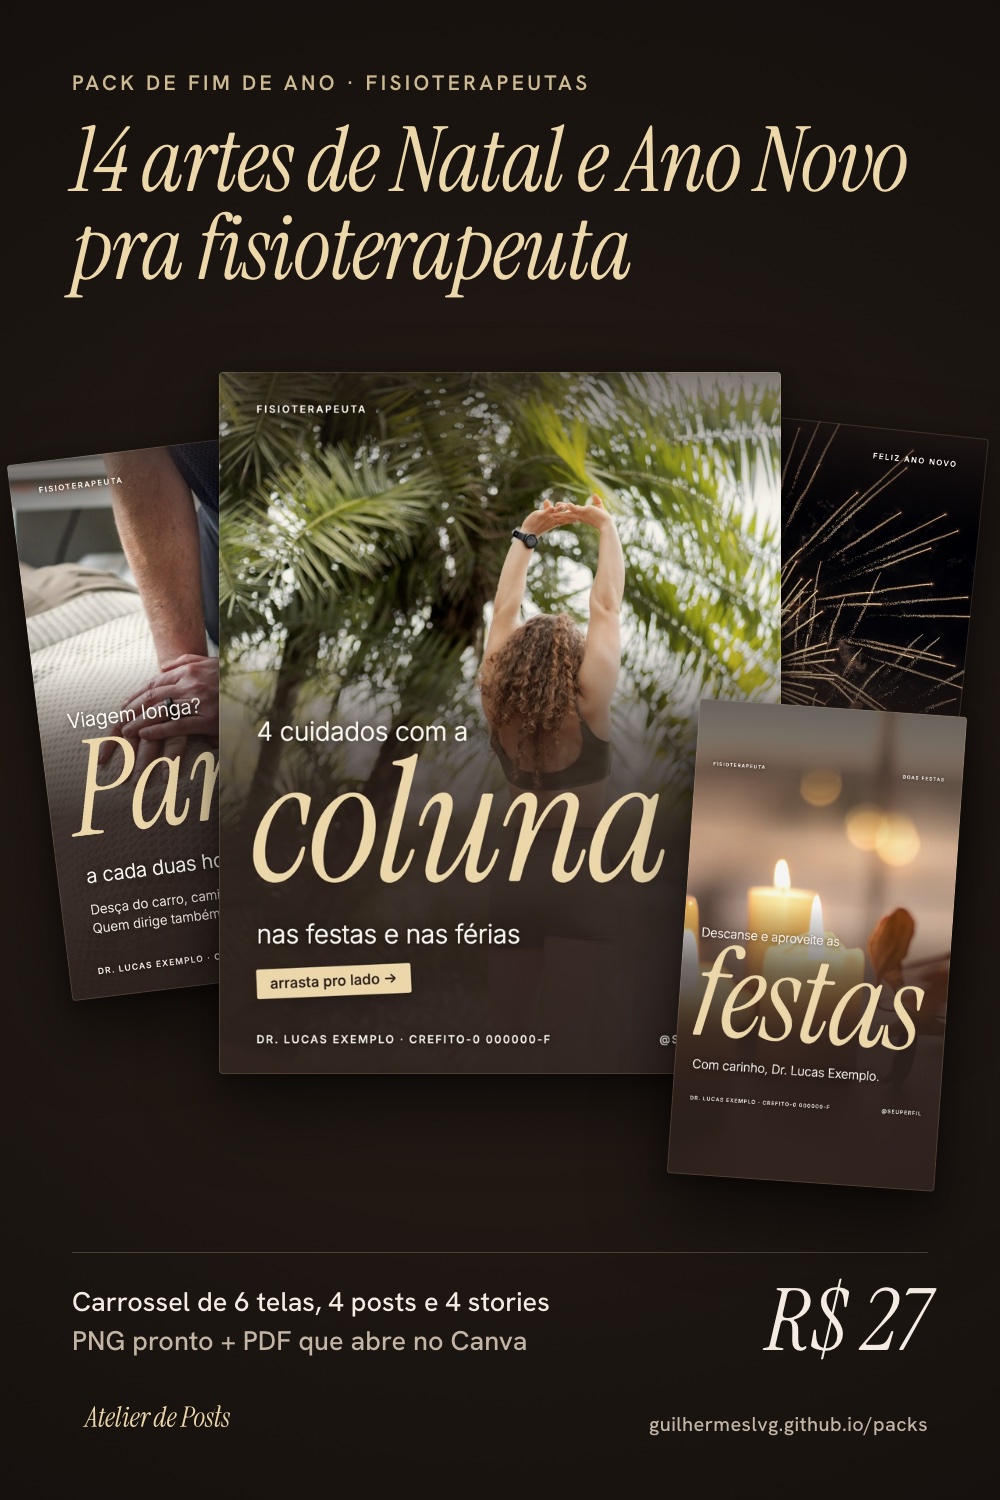 PACK DE FIM DE ANO · FISIOTERAPEUTAS
14 artes de Natal e Ano Novo
pra fisioterapeuta
FISIOTERAPEUTA
Viagem longa?
a cada duas
Desça do carro,
Quem dirige também
DR. LUCAS EXEMPLO ·
FISIOTERAPEUTA
4 cuidados com a
coluna
nas festas e nas férias
arrasta pro lado →
DR. LUCAS EXEMPLO · CREFITO-0 000000-F
FELIZ ANO NOVO
FISIOTERAPEUTA
BOAS FESTAS
Descanse e aproveite as
festas
Com carinho, Dr. Lucas Exemplo.
DR. LUCAS EXEMPLO · CREFITO-0 000000-F
@SEUPERFIL
Carrossel de 6 telas, 4 posts e 4 stories
PNG pronto + PDF que abre no Canva
R$ 27
Atelier de Posts
guilhermeslvg.github.io/packs